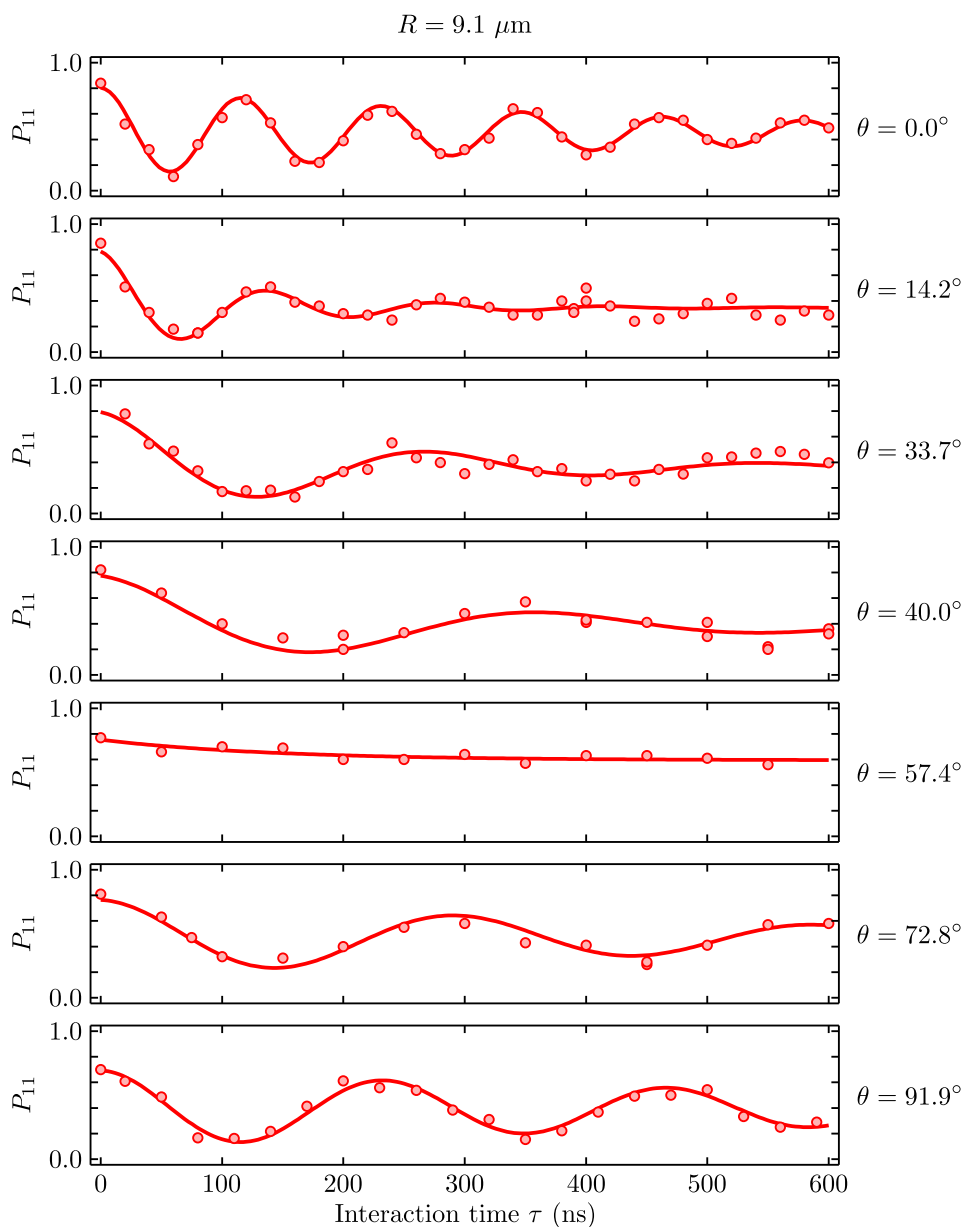 R = 9.1 μm
1.0
0.0
P₁₁
θ = 0.0°
1.0
0.0
P₁₁
θ = 14.2°
1.0
0.0
P₁₁
θ = 33.7°
1.0
0.0
P₁₁
θ = 40.0°
1.0
0.0
P₁₁
θ = 57.4°
1.0
0.0
P₁₁
θ = 72.8°
1.0
0.0
P₁₁
θ = 91.9°
0 100 200 300 400 500 600
Interaction time τ (ns)